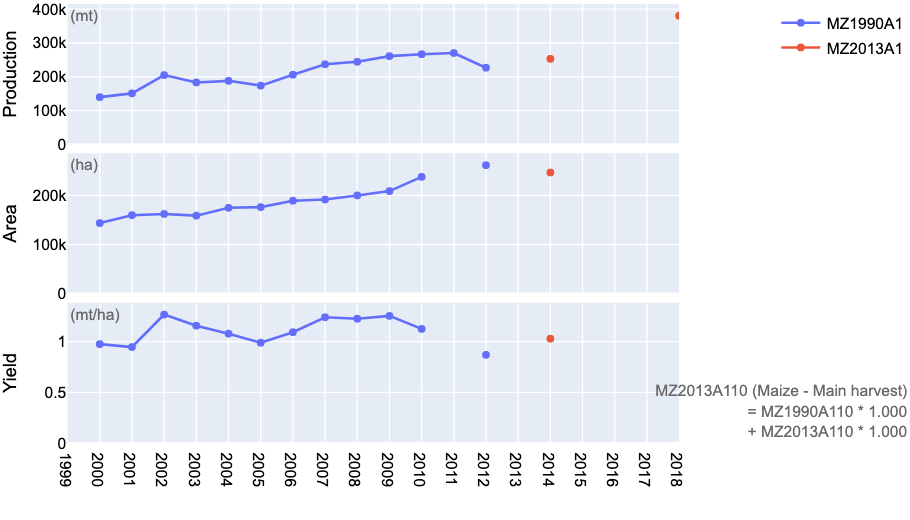 400k
(mt)
300k
200k
100k
0
Production
MZ1990A1
MZ2013A1
(ha)
200k
100k
0
Area
(mt/ha)
1
0.5
0
Yield
MZ2013A110 (Maize - Main harvest)
= MZ1990A110 * 1.000
+ MZ2013A110 * 1.000
1999 2000 2001 2002 2003 2004 2005 2006 2007 2008 2009 2010 2011 2012 2013 2014 2015 2016 2017 2018